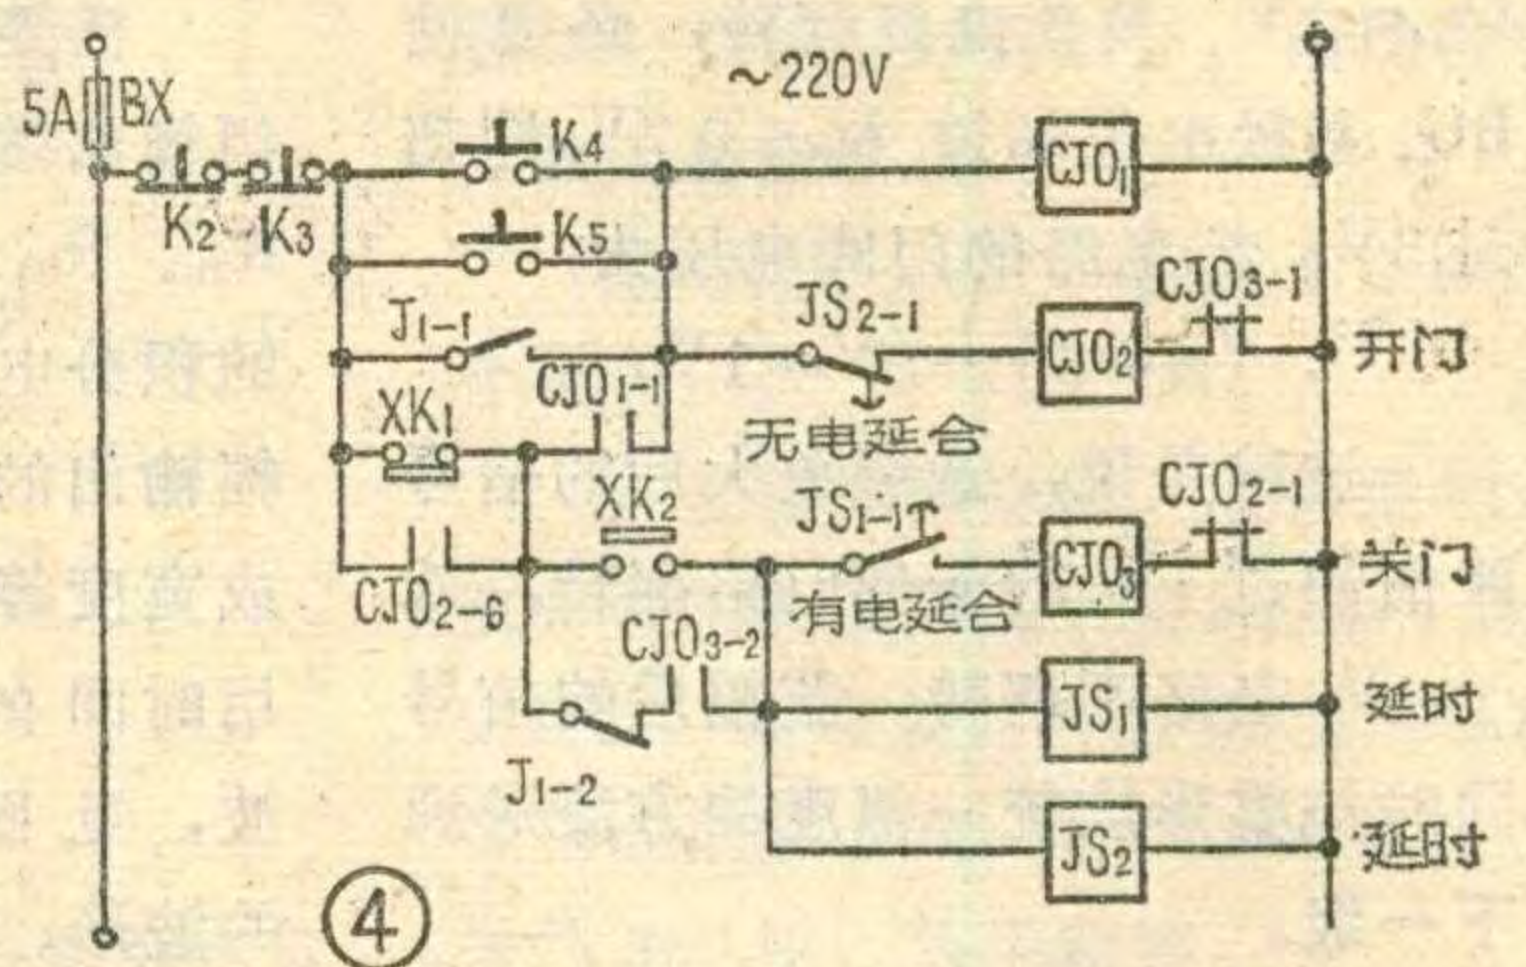 ~220V
5A BX
K4
CJO1
K2 K3
K5
J1-1
JS2-1
CJO3-1
CJO2
开门
CJO1-1
XK1
无电延合
XK2
JS1-1
CJO2-1
CJO3
关门
CJO2-6
有电延合
CJO3-2
JS1
延时
J1-2
JS2
延时
④